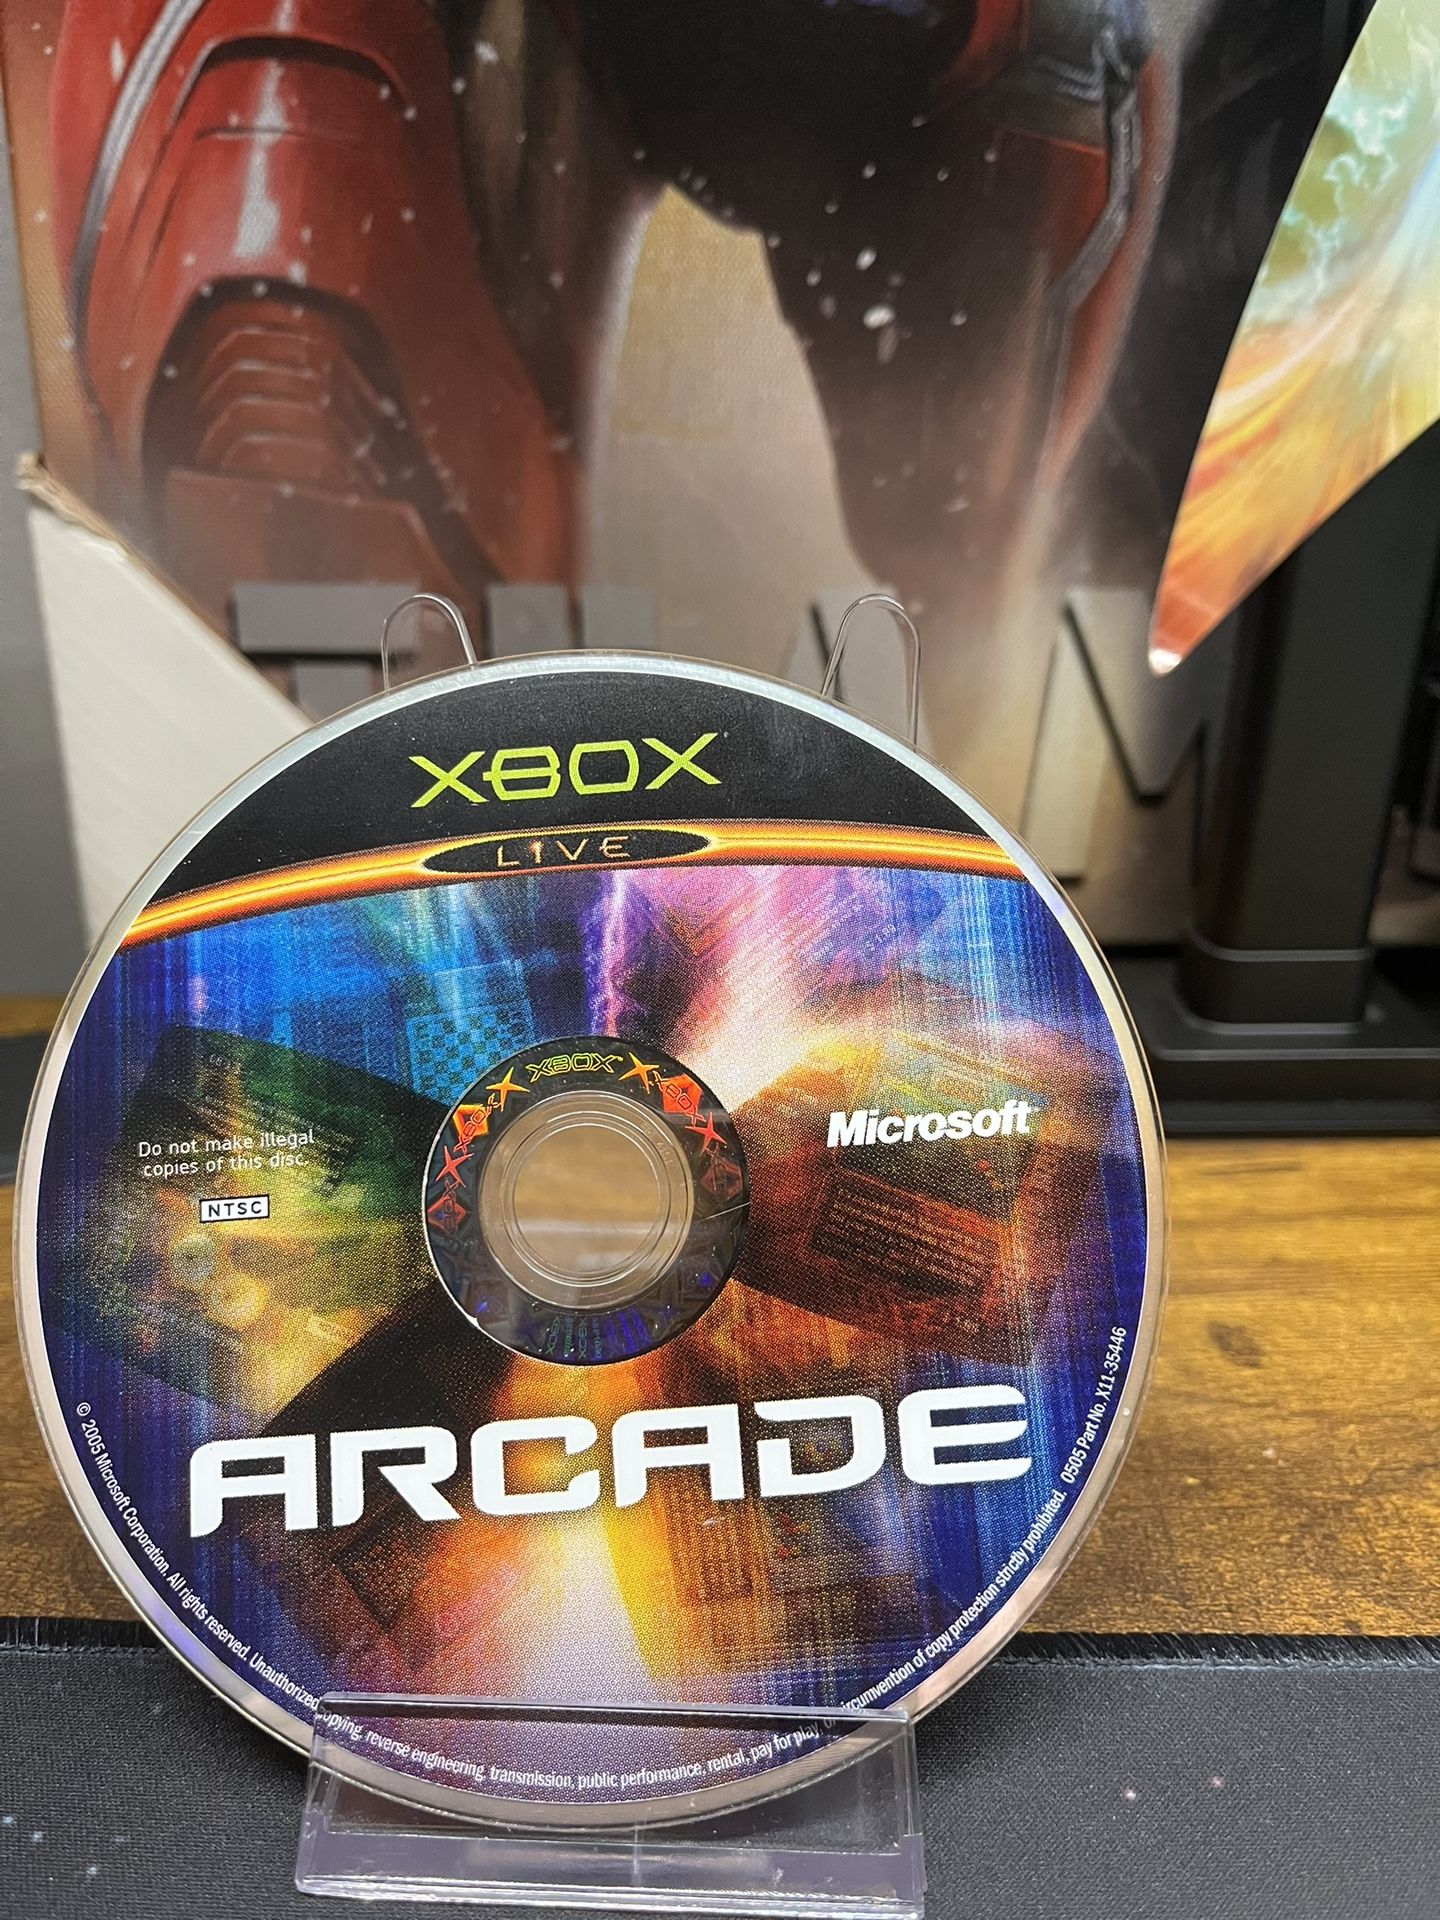 XBOX
LIVE
XBOX
Do not make illegal
copies of this disc.
NTSC
Microsoft
ARCADE
© 2005 Microsoft Corporation. All rights reserved. Unauthorized copying, reverse engineering, transmission, public performance, rental, pay for play, or circumvention of copy protection strictly prohibited. 0505 Part No. X11-35446